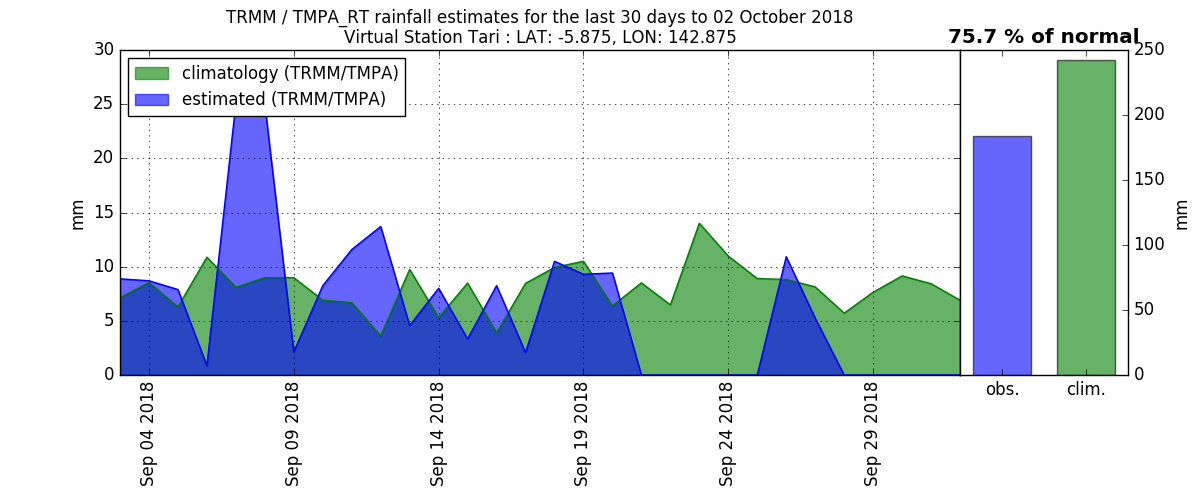 TRMM / TMPA_RT rainfall estimates for the last 30 days to 02 October 2018
Virtual Station Tari : LAT: -5.875, LON: 142.875
75.7 % of normal
climatology (TRMM/TMPA)
estimated (TRMM/TMPA)
mm
30
25
20
15
10
5
0
Sep 04 2018
Sep 09 2018
Sep 14 2018
Sep 19 2018
Sep 24 2018
Sep 29 2018
obs.
clim.
250
200
150
100
50
0
mm